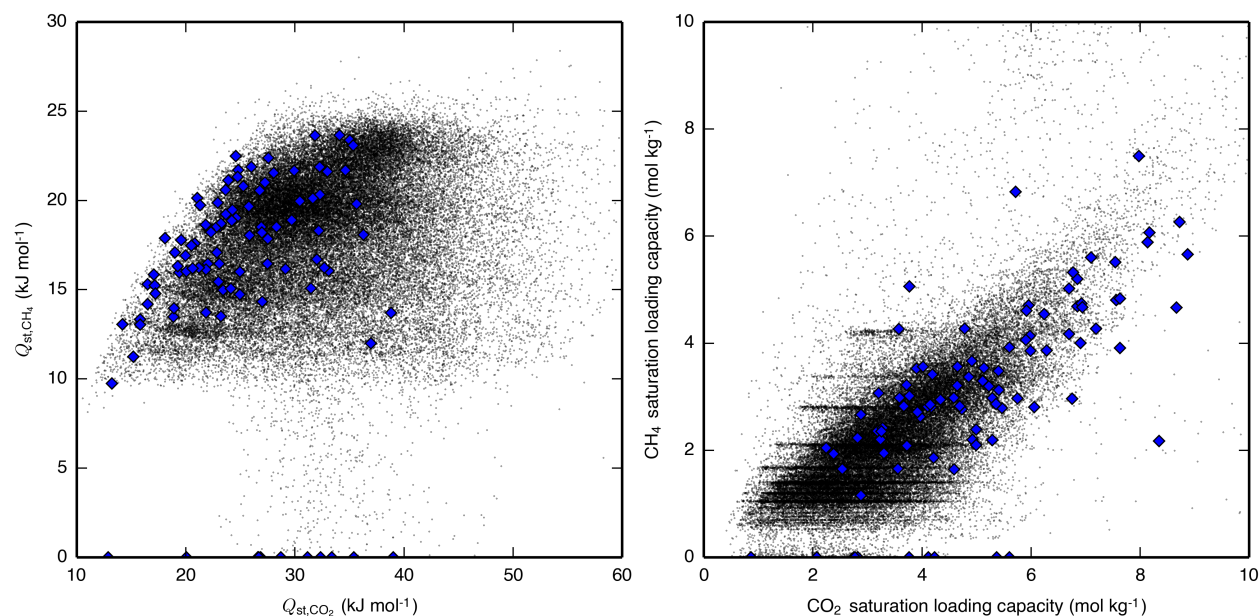 30
25
20
15
10
5
0
10 20 30 40 50 60
Q_st,CH₄ (kJ mol⁻¹)
Q_st,CO₂ (kJ mol⁻¹)
10
8
6
4
2
0
0 2 4 6 8 10
CH₄ saturation loading capacity (mol kg⁻¹)
CO₂ saturation loading capacity (mol kg⁻¹)